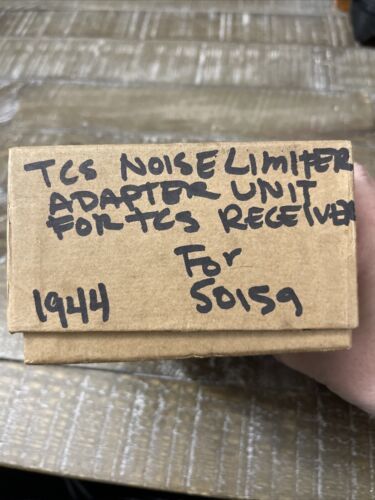 TCS NOISE LIMITER
ADAPTER UNIT
FOR TCS RECEIVER
For
1944 50159